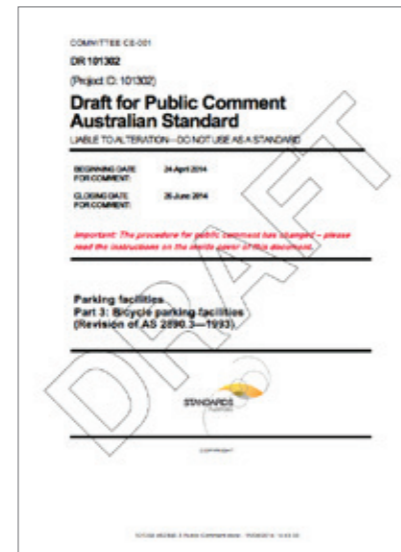 COMMITTEE CE-001
DR 101302
(Project ID: 101302)
Draft for Public Comment
Australian Standard
LIABLE TO ALTERATION—DO NOT USE AS A STANDARD
BEGINNING DATE FOR COMMENT: 24 April 2014
CLOSING DATE FOR COMMENT: 26 June 2014
Important: The procedure for public comment has changed – please
read the instructions on the inside cover of this document.
Parking facilities
Part 3: Bicycle parking facilities
(Revision of AS 2890.3—1993)
STANDARDS
COPYRIGHT
DRAFT